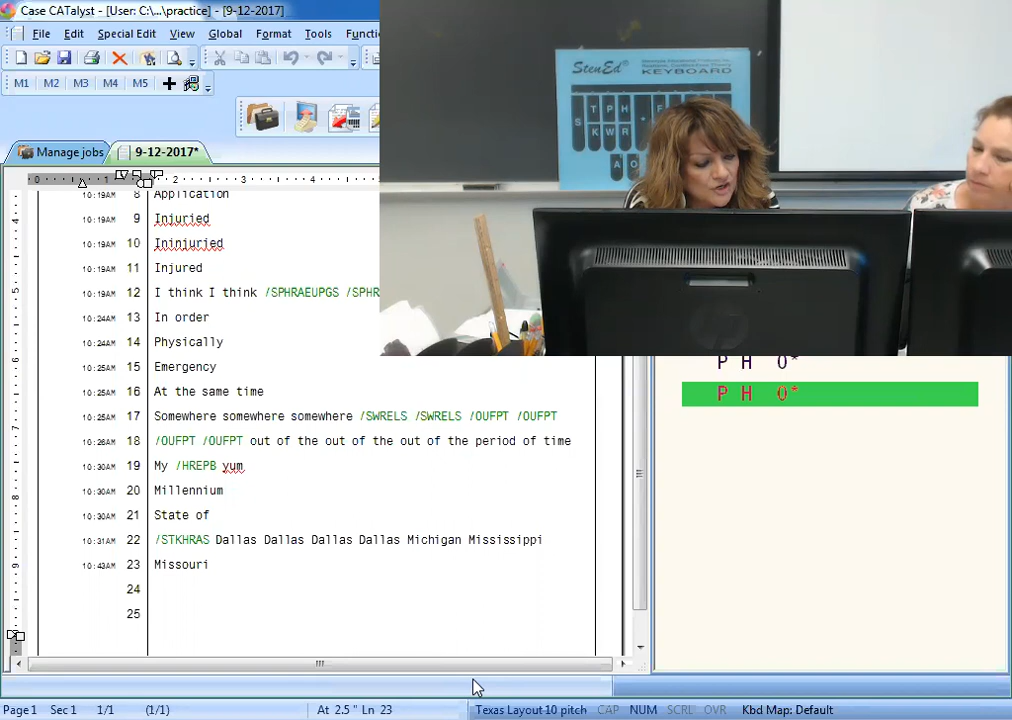 Case CATalyst - [User: C:\...\practice] - [9-12-2017]
File Edit Special Edit View Global Format Tools Functi
M1 M2 M3 M4 M5
Manage jobs 9-12-2017*
0 1 2 3 4
10:19AM 8 Application
10:19AM 9 Injuried
10:19AM 10 Ininjuried
10:19AM 11 Injured
10:19AM 12 I think I think /SPHRAEUPGS /SPHR
10:24AM 13 In order
10:24AM 14 Physically
10:25AM 15 Emergency
10:25AM 16 At the same time
10:25AM 17 Somewhere somewhere somewhere /SWRELS /SWRELS /OUFPT /OUFPT
10:26AM 18 /OUFPT /OUFPT out of the out of the out of the period of time
10:30AM 19 My /HREPB yum
10:30AM 20 Millennium
10:30AM 21 State of
10:31AM 22 /STKHRAS Dallas Dallas Dallas Dallas Michigan Mississippi
10:43AM 23 Missouri
24
25
StenEd
KEYBOARD
T P H * F
S K W R
A O
P H O*
P H O*
Page 1 Sec 1 1/1 (1/1) At 2.5 " Ln 23 Texas Layout 10 pitch CAP NUM SCRL OVR Kbd Map: Default